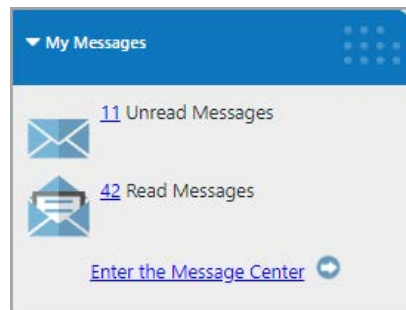 My Messages
11 Unread Messages
42 Read Messages
Enter the Message Center